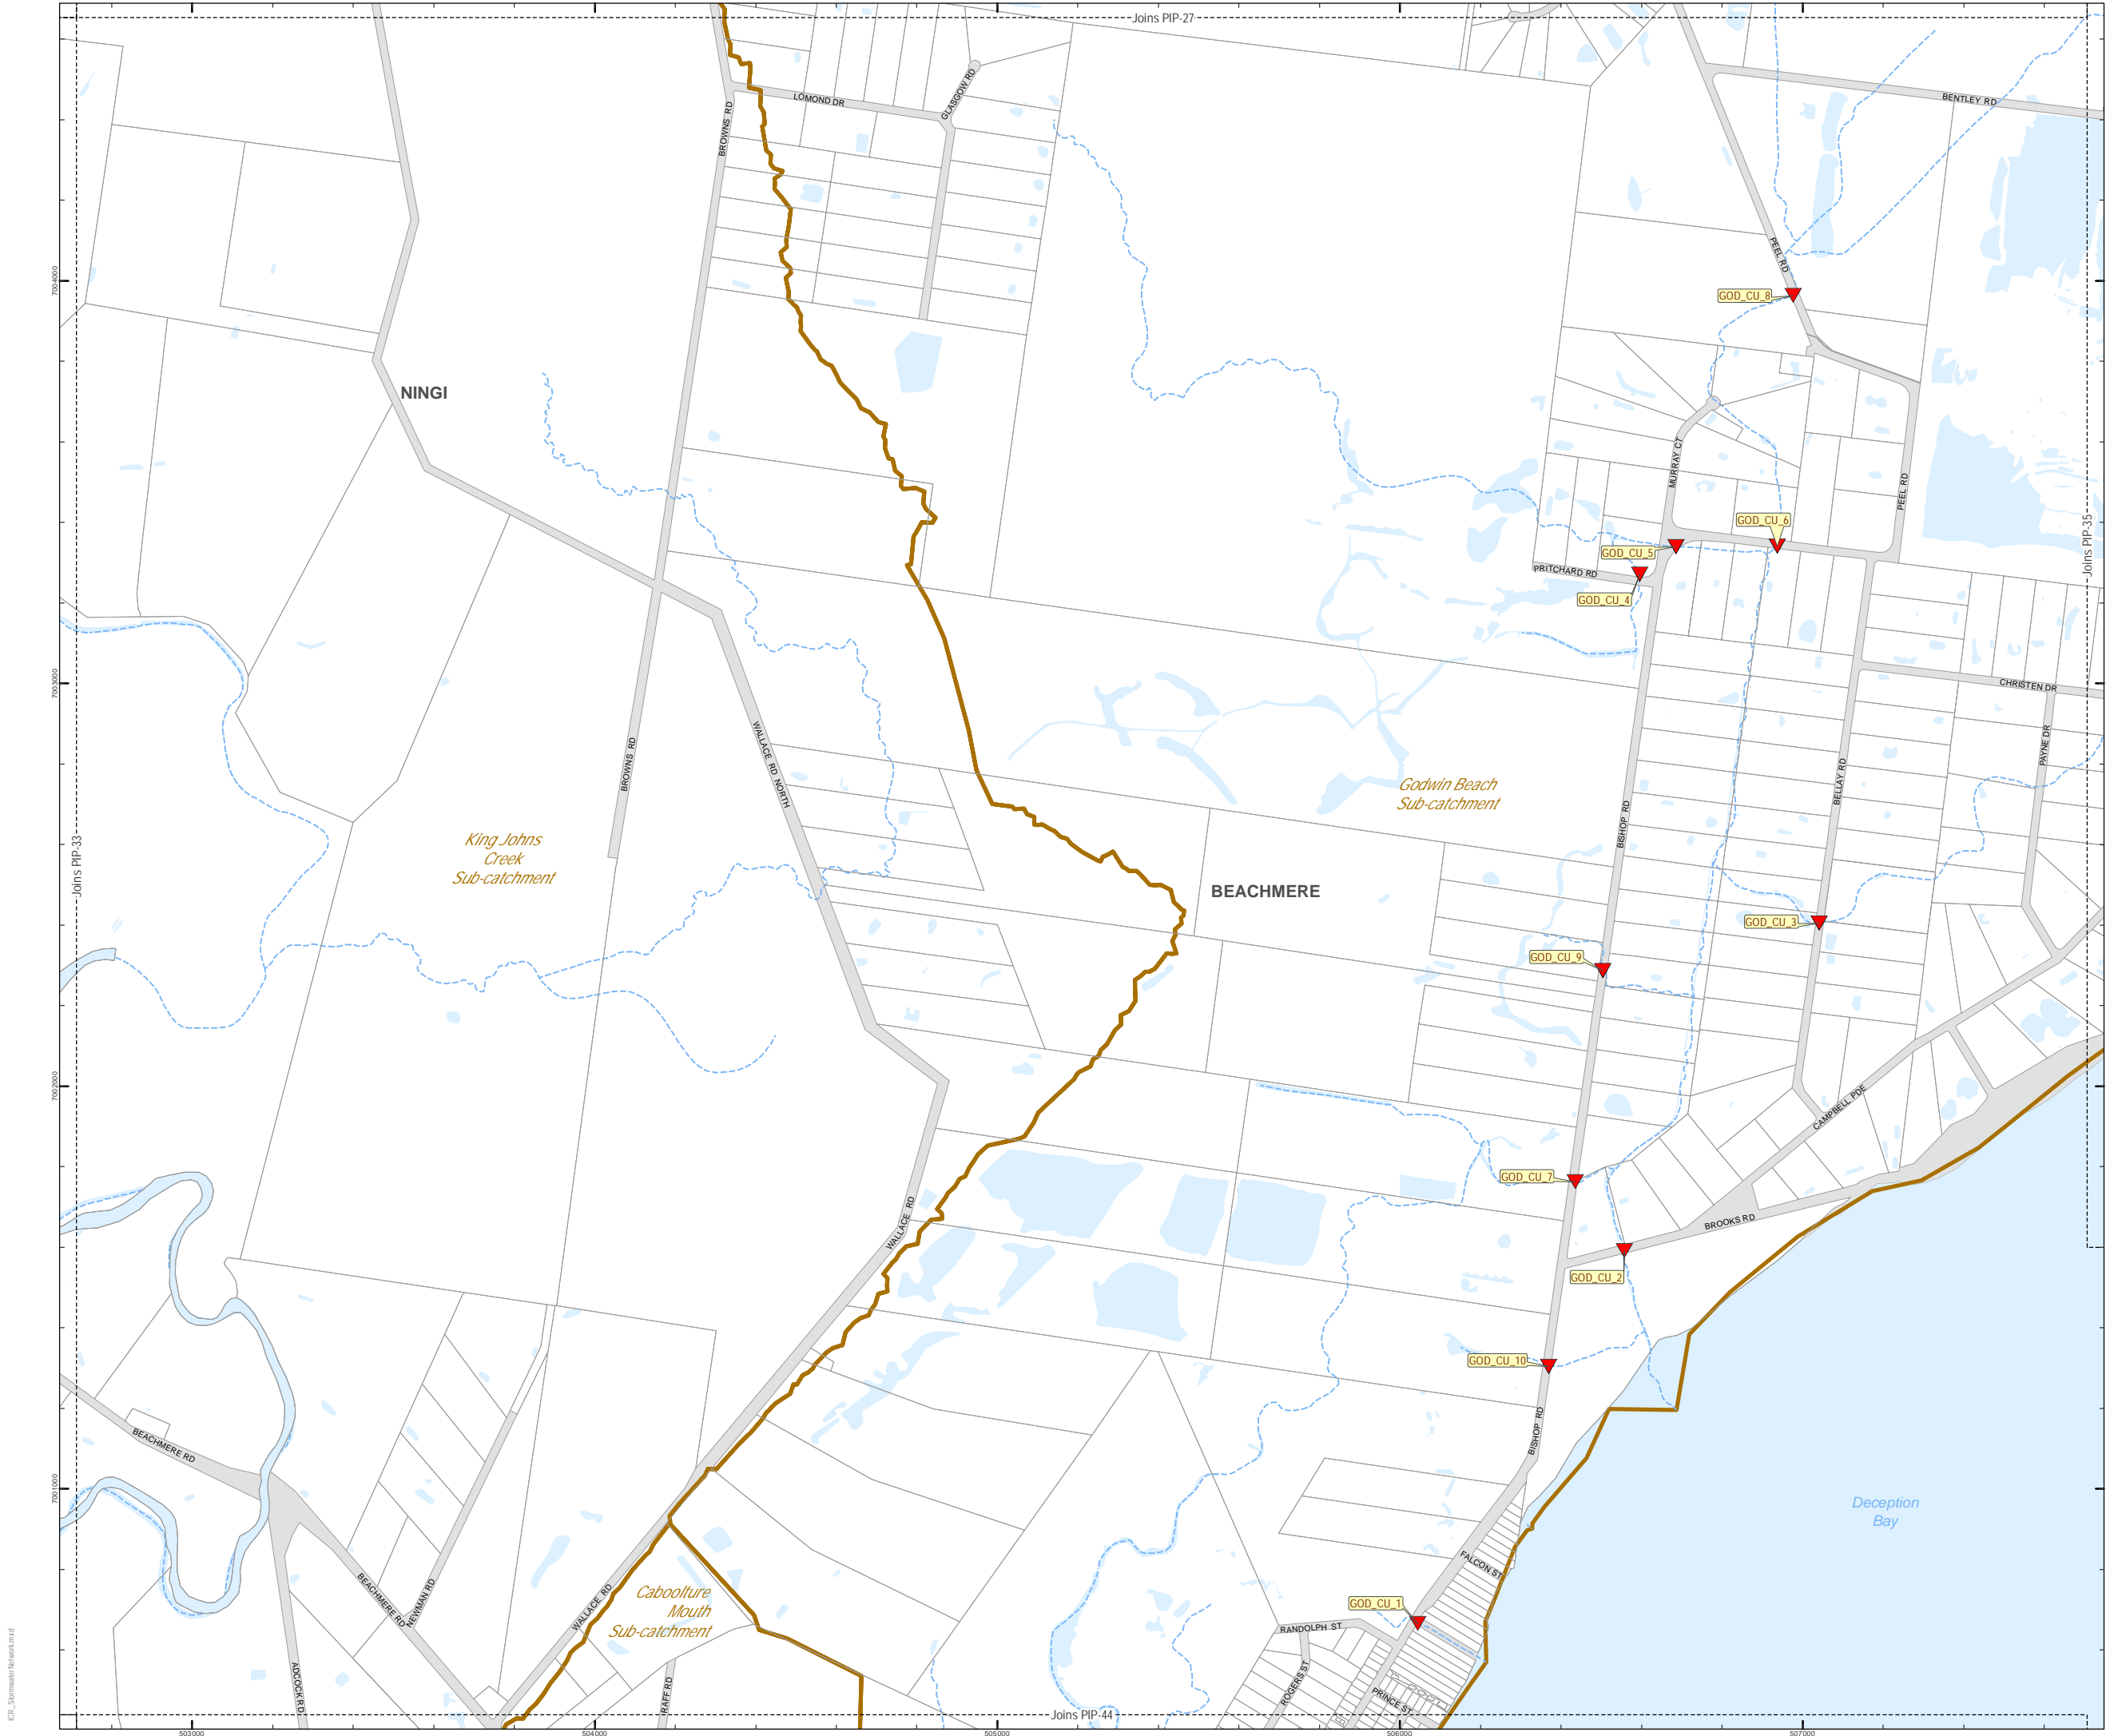 Joins PIP-27
LOMOND DR
GLASGOW RD
BROWNS RD
BENTLEY RD
PEEL RD
GOD_CU_8
7004000
NINGI
MURRAY CT
PEEL RD
GOD_CU_6
GOD_CU_5
PRITCHARD RD
GOD_CU_4
Joins PIP-35
7003000
CHRISTEN DR
PAYNE DR
BROWNS RD
WALLACE RD NORTH
Godwin Beach
Sub-catchment
BELLAY RD
BISHOP RD
Joins PIP-33
King Johns
Creek
Sub-catchment
BEACHMERE
GOD_CU_3
GOD_CU_9
7002000
CAMPBELL PDE
GOD_CU_7
WALLACE RD
BROOKS RD
GOD_CU_2
GOD_CU_10
BISHOP RD
BEACHMERE RD
7001000
Deception
Bay
FALCON ST
BEACHMERE RD
NEWMAN RD
WALLACE RD
Caboolture
Mouth
Sub-catchment
GOD_CU_1
RANDOLPH ST
ADCOCK RD
RAFF RD
ROGERS ST
PRINCE ST
Joins PIP-44
ICR_Stormwater Network.mxd
503000
504000
505000
506000
507000